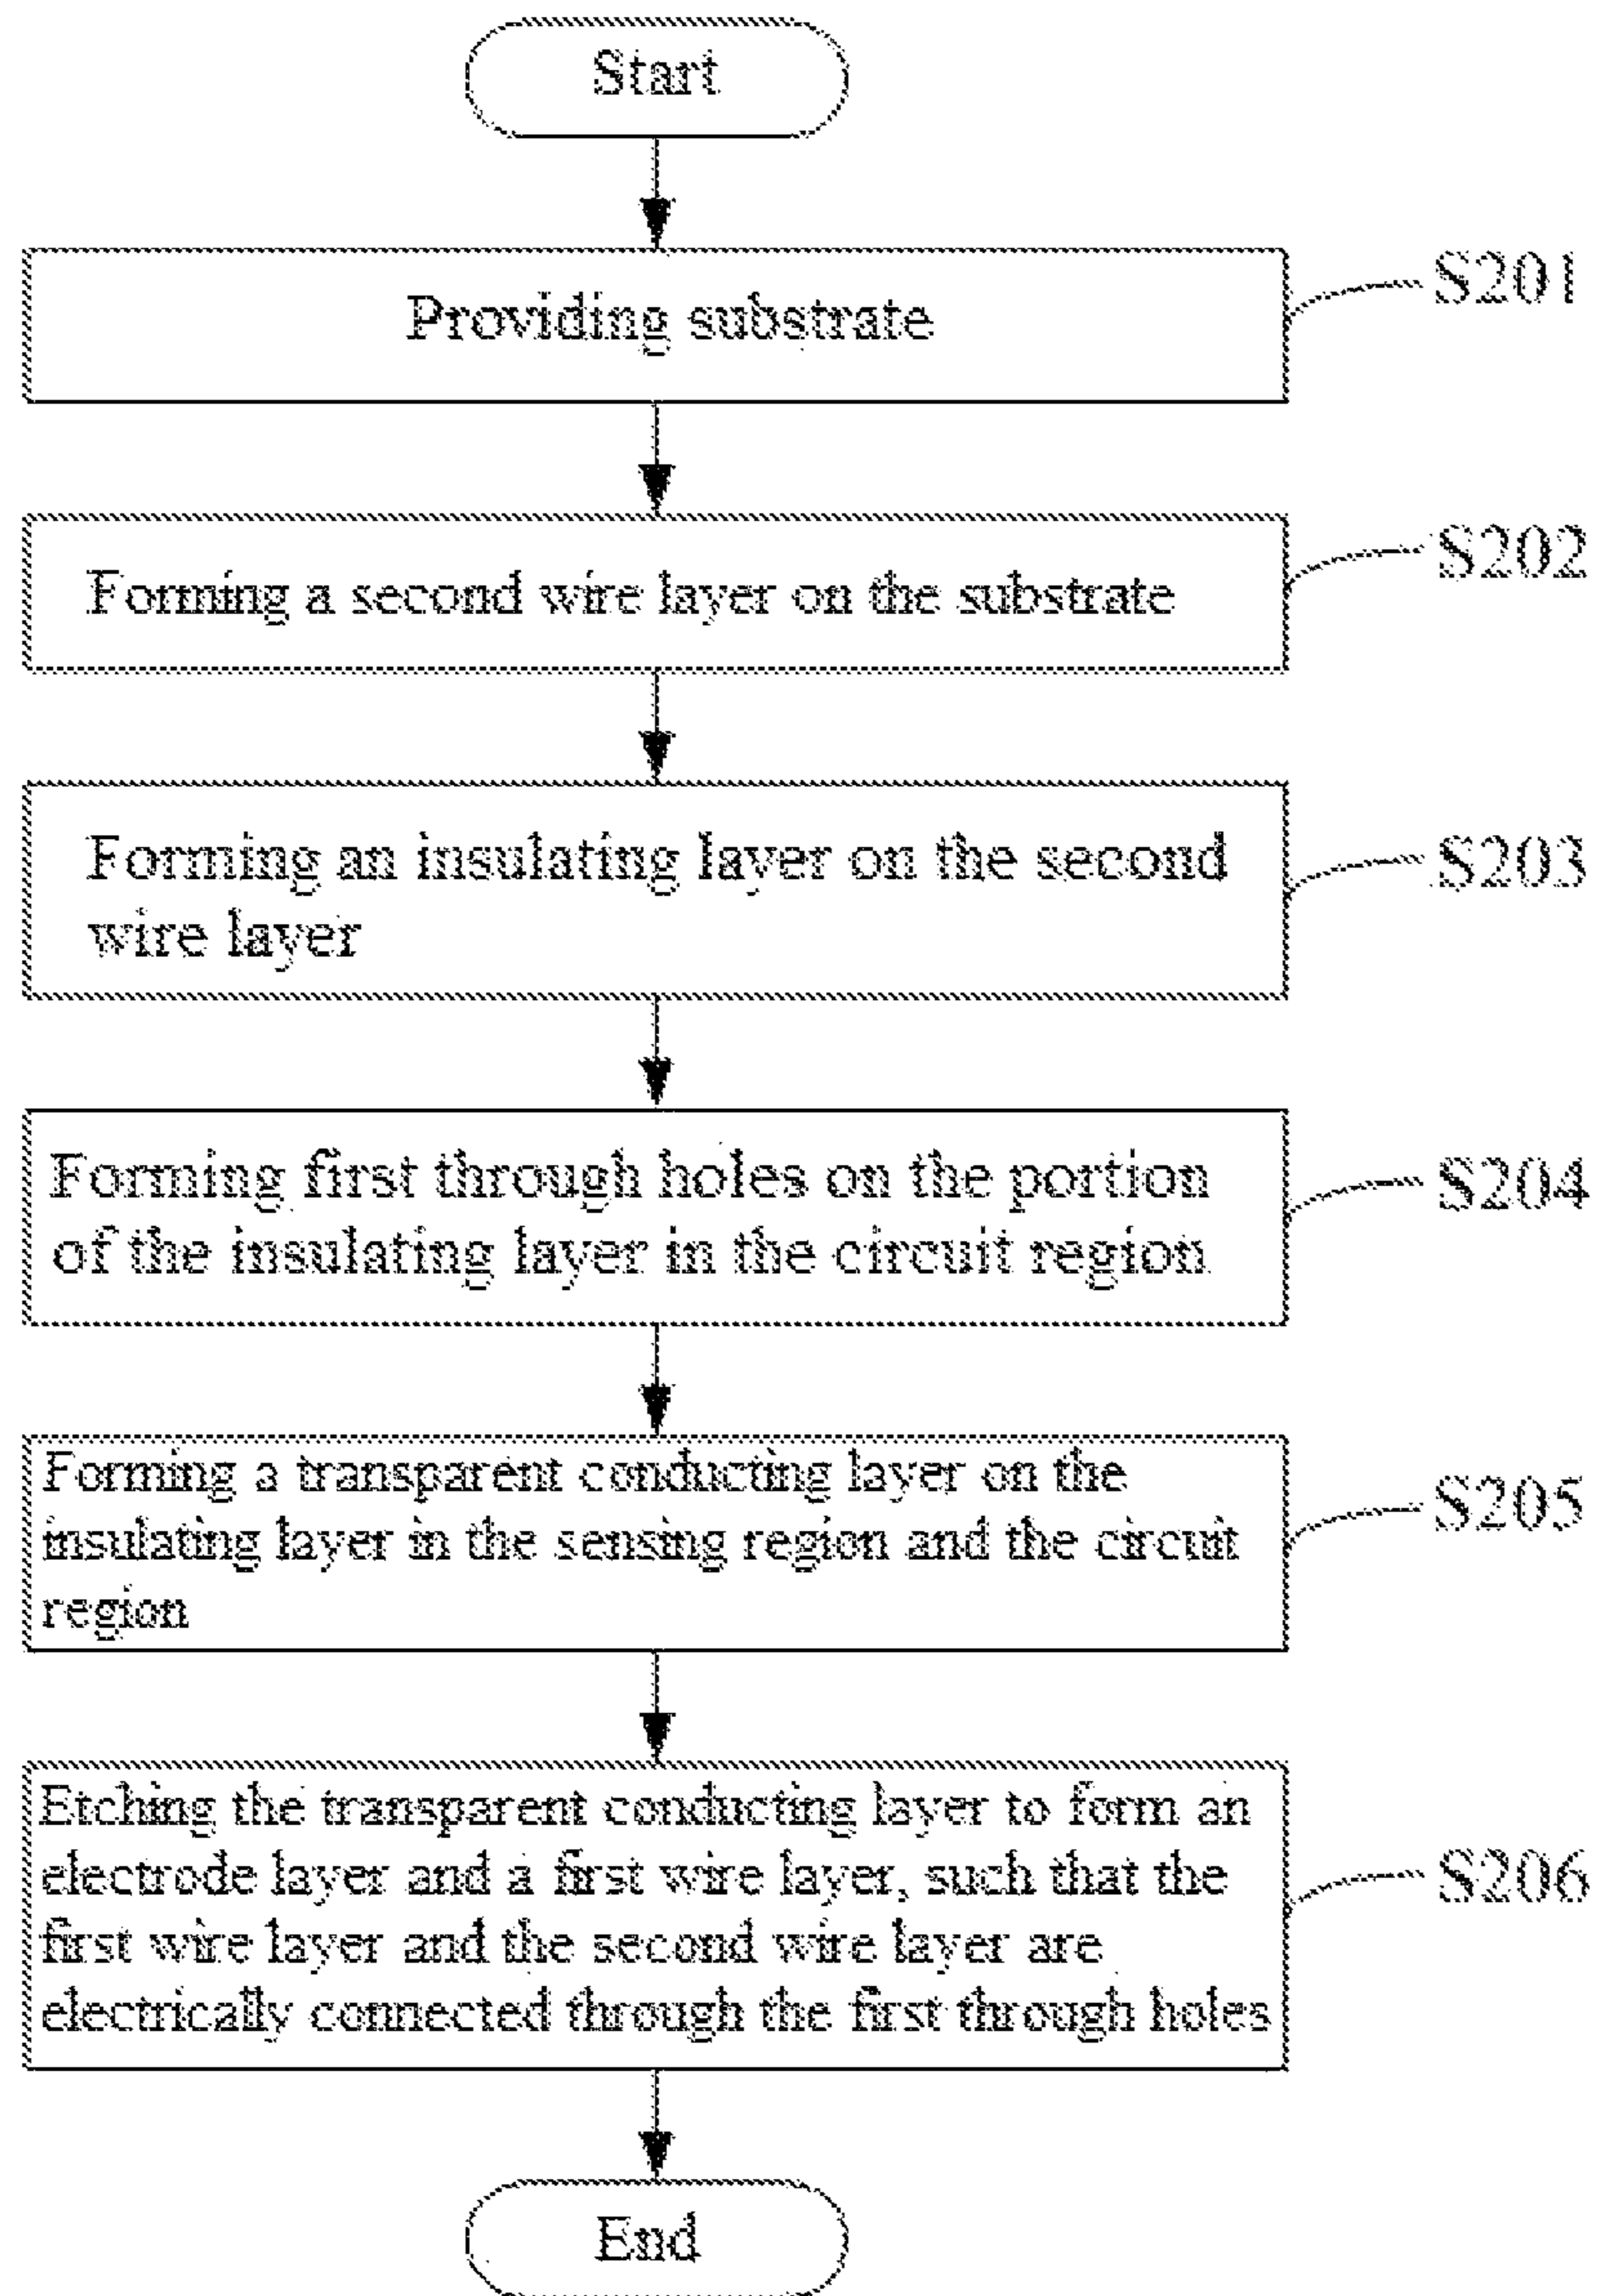 Start
Providing substrate
S201
Forming a second wire layer on the substrate
S202
Forming an insulating layer on the second
wire layer
S203
Forming first through holes on the portion
of the insulating layer in the circuit region
S204
Forming a transparent conducting layer on the
insulating layer in the sensing region and the circuit
region
S205
Etching the transparent conducting layer to form an
electrode layer and a first wire layer, such that the
first wire layer and the second wire layer are
electrically connected through the first through holes
S206
End